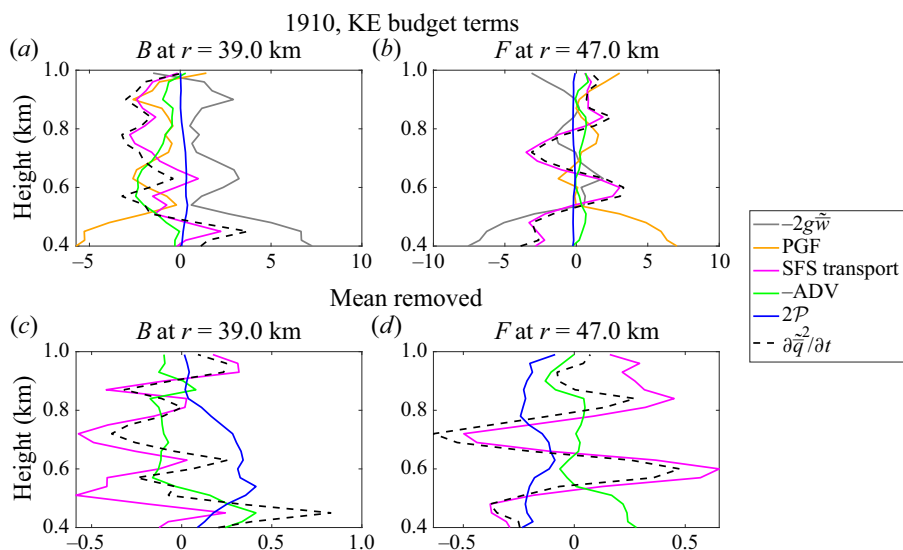 1910, KE budget terms
(a) B at r = 39.0 km
(b) F at r = 47.0 km
Height (km)
1.0
0.8
0.6
0.4
−5 0 5 10
1.0
0.8
0.6
0.4
−10 −5 0 5 10
−2g\bar{\tilde{w}}
PGF
SFS transport
−ADV
2𝒫
∂\bar{\tilde{q}}²/∂t
Mean removed
(c) B at r = 39.0 km
(d) F at r = 47.0 km
Height (km)
1.0
0.8
0.6
0.4
−0.5 0 0.5 1.0
1.0
0.8
0.6
0.4
−0.5 0 0.5